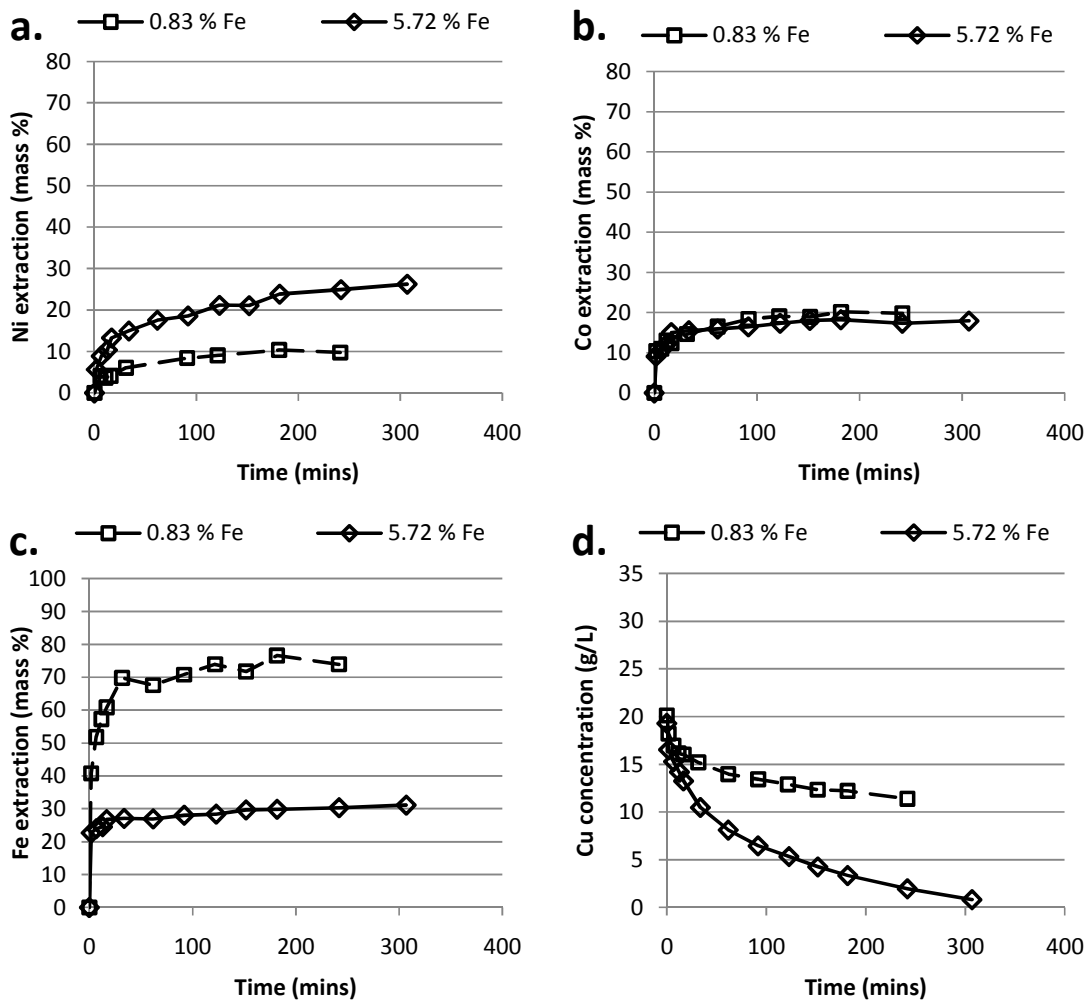 a.
0.83 % Fe 5.72 % Fe
80
70
60
50
40
30
20
10
0
0 100 200 300 400
Ni extraction (mass %)
Time (mins)
b.
0.83 % Fe 5.72 % Fe
80
70
60
50
40
30
20
10
0
0 100 200 300 400
Co extraction (mass %)
Time (mins)
c.
0.83 % Fe 5.72 % Fe
100
90
80
70
60
50
40
30
20
10
0
0 100 200 300 400
Fe extraction (mass %)
Time (mins)
d.
0.83 % Fe 5.72 % Fe
35
30
25
20
15
10
5
0
0 100 200 300 400
Cu concentration (g/L)
Time (mins)